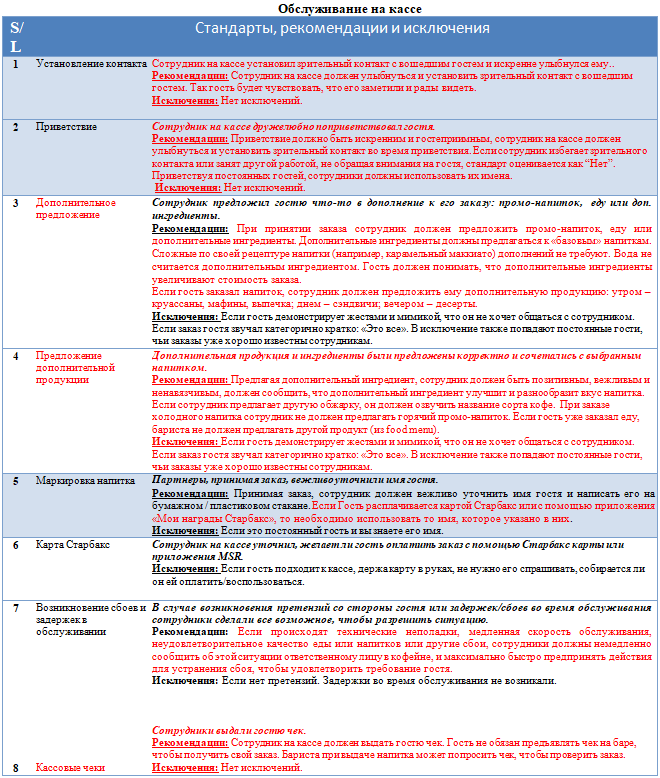 Обслуживание на кассе
S/
L
Стандарты, рекомендации и исключения
1 Установление контакта Сотрудник на кассе установил зрительный контакт с вошедшим гостем и искренне улыбнулся ему..
Рекомендации: Сотрудник на кассе должен улыбнуться и установить зрительный контакт с вошедшим
гостем. Так гость будет чувствовать, что его заметили и рады видеть.
Исключения: Нет исключений.
2 Приветствие Сотрудник на кассе дружелюбно поприветствовал гостя.
Рекомендации: Приветствие должно быть искренним и гостеприимным, сотрудник на кассе должен
улыбнуться и установить зрительный контакт во время приветствия. Если сотрудник избегает зрительного
контакта или занят другой работой, не обращая внимания на гостя, стандарт оценивается как “Нет”.
Приветствуя постоянных гостей, сотрудники должны использовать их имена.
Исключения: Нет исключений.
3 Дополнительное Сотрудник предложил гостю что-то в дополнение к его заказу: промо-напиток, еду или доп.
предложение ингредиенты.
Рекомендации: При принятии заказа сотрудник должен предложить промо-напиток, еду или
дополнительные ингредиенты. Дополнительные ингредиенты должны предлагаться к «базовым» напиткам.
Сложные по своей рецептуре напитки (например, карамельный маккиато) дополнений не требуют. Вода не
считается дополнительным ингредиентом. Гость должен понимать, что дополнительные ингредиенты
увеличивают стоимость заказа.
Если гость заказал напиток, сотрудник должен предложить ему дополнительную продукцию: утром –
круассаны, мафины, выпечка; днем – сэндвичи; вечером – десерты.
Исключения: Если гость демонстрирует жестами и мимикой, что он не хочет общаться с сотрудником.
Если заказ гостя звучал категорично кратко: «Это все». В исключение также попадают постоянные гости,
чьи заказы уже хорошо известны сотрудникам.
4 Предложение Дополнительная продукция и ингредиенты были предложены корректно и сочетались с выбранным
дополнительной напитком.
продукции Рекомендации: Предлагая дополнительный ингредиент, сотрудник должен быть позитивным, вежливым и
ненавязчивым, должен сообщить, что дополнительный ингредиент улучшит и разнообразит вкус напитка.
Если сотрудник предлагает другую обжарку, он должен озвучить название сорта кофе. При заказе
холодного напитка сотрудник не должен предлагать горячий промо-напиток. Если гость уже заказал еду,
бариста не должен предлагать другой продукт (из food menu).
Исключения: Если гость демонстрирует жестами и мимикой, что он не хочет общаться с сотрудником.
Если заказ гостя звучал категорично кратко: «Это все». В исключение также попадают постоянные гости,
чьи заказы уже хорошо известны сотрудникам.
5 Маркировка напитка Партнеры, принимая заказ, вежливо уточнили имя гостя.
Рекомендации: Принимая заказ, сотрудник должен вежливо уточнить имя гостя и написать его на
бумажном / пластиковом стакане. Если Гость расплачивается картой Старбакс или с помощью приложения
«Мои награды Старбакс», то необходимо использовать то имя, которое указано в них.
Исключения: Если это постоянный гость и вы знаете его имя.
6 Карта Старбакс Сотрудник на кассе уточнил, желает ли гость оплатить заказ с помощью Старбакс карты или
приложения MSR.
Исключения: Если гость подходит к кассе, держа карту в руках, не нужно его спрашивать, собирается ли
он ей оплатить/воспользоваться.
7 Возникновение сбоев и В случае возникновения претензий со стороны гостя или задержек/сбоев во время обслуживания
задержек в сотрудники сделали все возможное, чтобы разрешить ситуацию.
обслуживании Рекомендации: Если происходят технические неполадки, медленная скорость обслуживания,
неудовлетворительное качество еды или напитков или другие сбои, сотрудники должны немедленно
сообщить об этой ситуации ответственному лицу в кофейне, и максимально быстро предпринять действия
для устранения сбоя, чтобы удовлетворить требование гостя.
Исключения: Если нет претензий. Задержки во время обслуживания не возникали.
Сотрудники выдали гостю чек.
Рекомендации: Сотрудник на кассе должен выдать гостю чек. Гость не обязан предъявлять чек на баре,
чтобы получить свой заказ. Бариста при выдаче напитка может попросить чек, чтобы проверить заказ.
8 Кассовые чеки Исключения: Нет исключений.